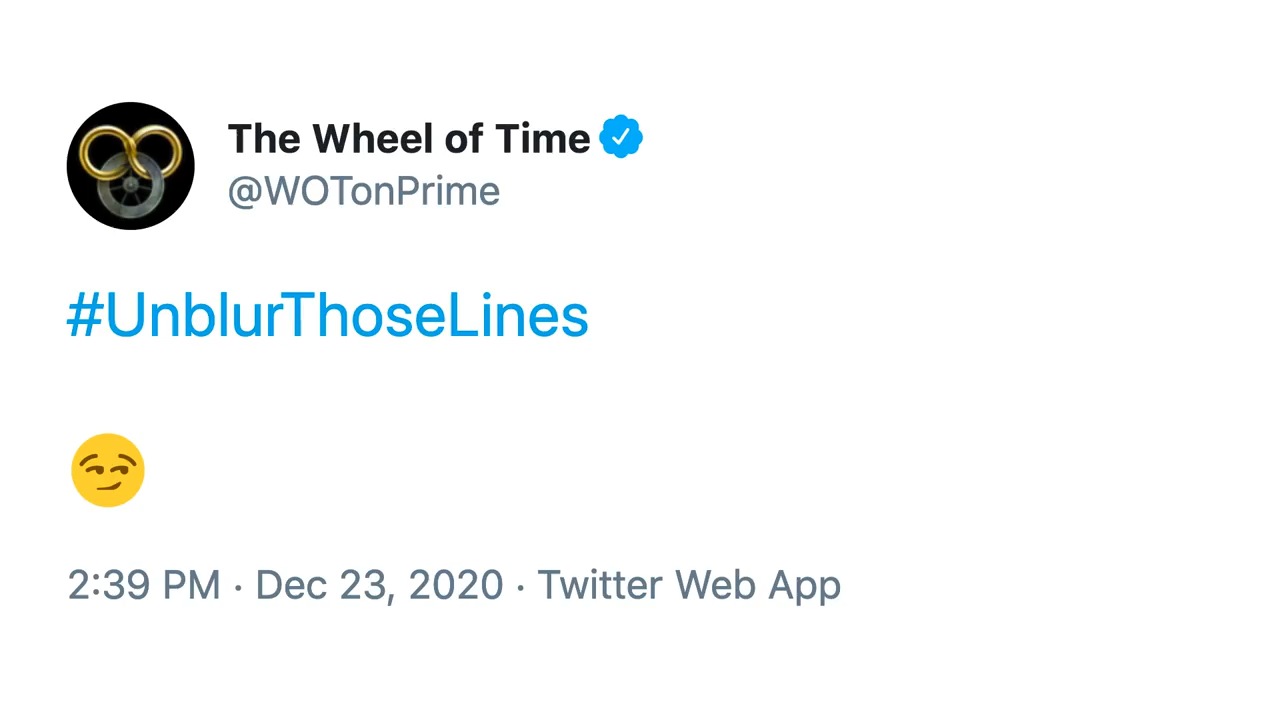 The Wheel of Time
@WOTonPrime
#UnblurThoseLines
😏
2:39 PM · Dec 23, 2020 · Twitter Web App